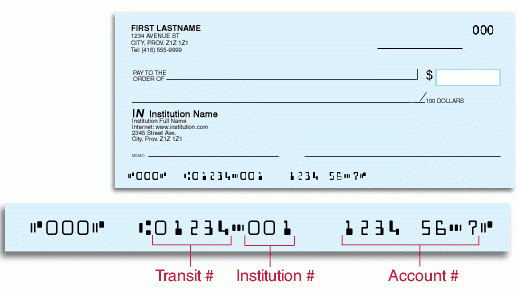 FIRST LASTNAME
000
1234 AVENUE ST
CITY, PROV. Z1Z 1Z1
Tel: (416) 555-9999
PAY TO THE
ORDER OF
$
100 DOLLARS
IN Institution Name
Institution Full Name
Internet: www.institution.com
2345 Street Ave.
City, Prov. Z1Z 1Z1
MEMO
⑈000⑈ ⑆01234⑉001 1234 56⑉7⑈
⑈000⑈ ⑆01234⑉001 1234 56⑉7⑈
Transit # Institution # Account #